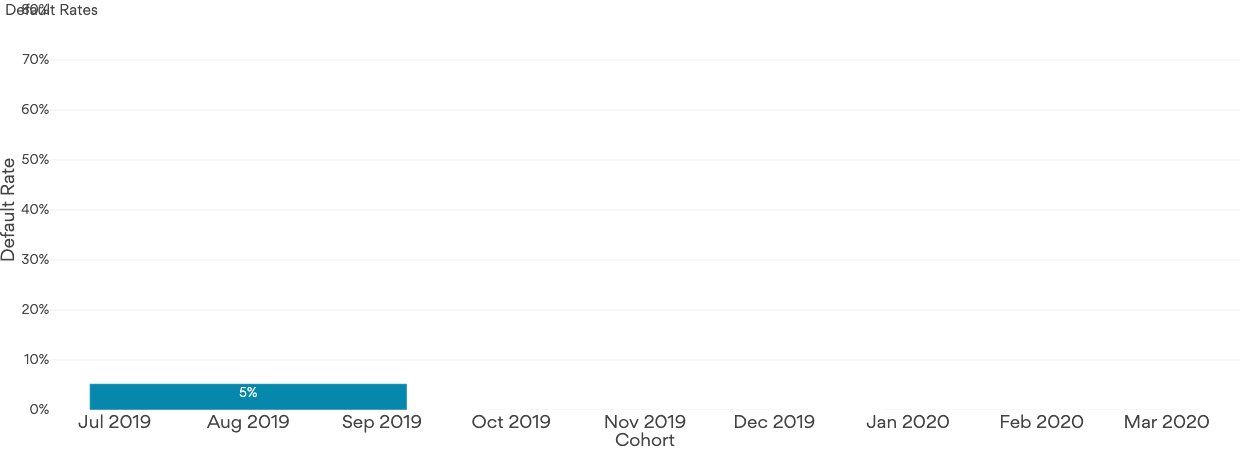 Default Rates
80%
70%
60%
50%
40%
30%
20%
10%
0%
Default Rate
5%
Jul 2019 Aug 2019 Sep 2019 Oct 2019 Nov 2019 Dec 2019 Jan 2020 Feb 2020 Mar 2020
Cohort